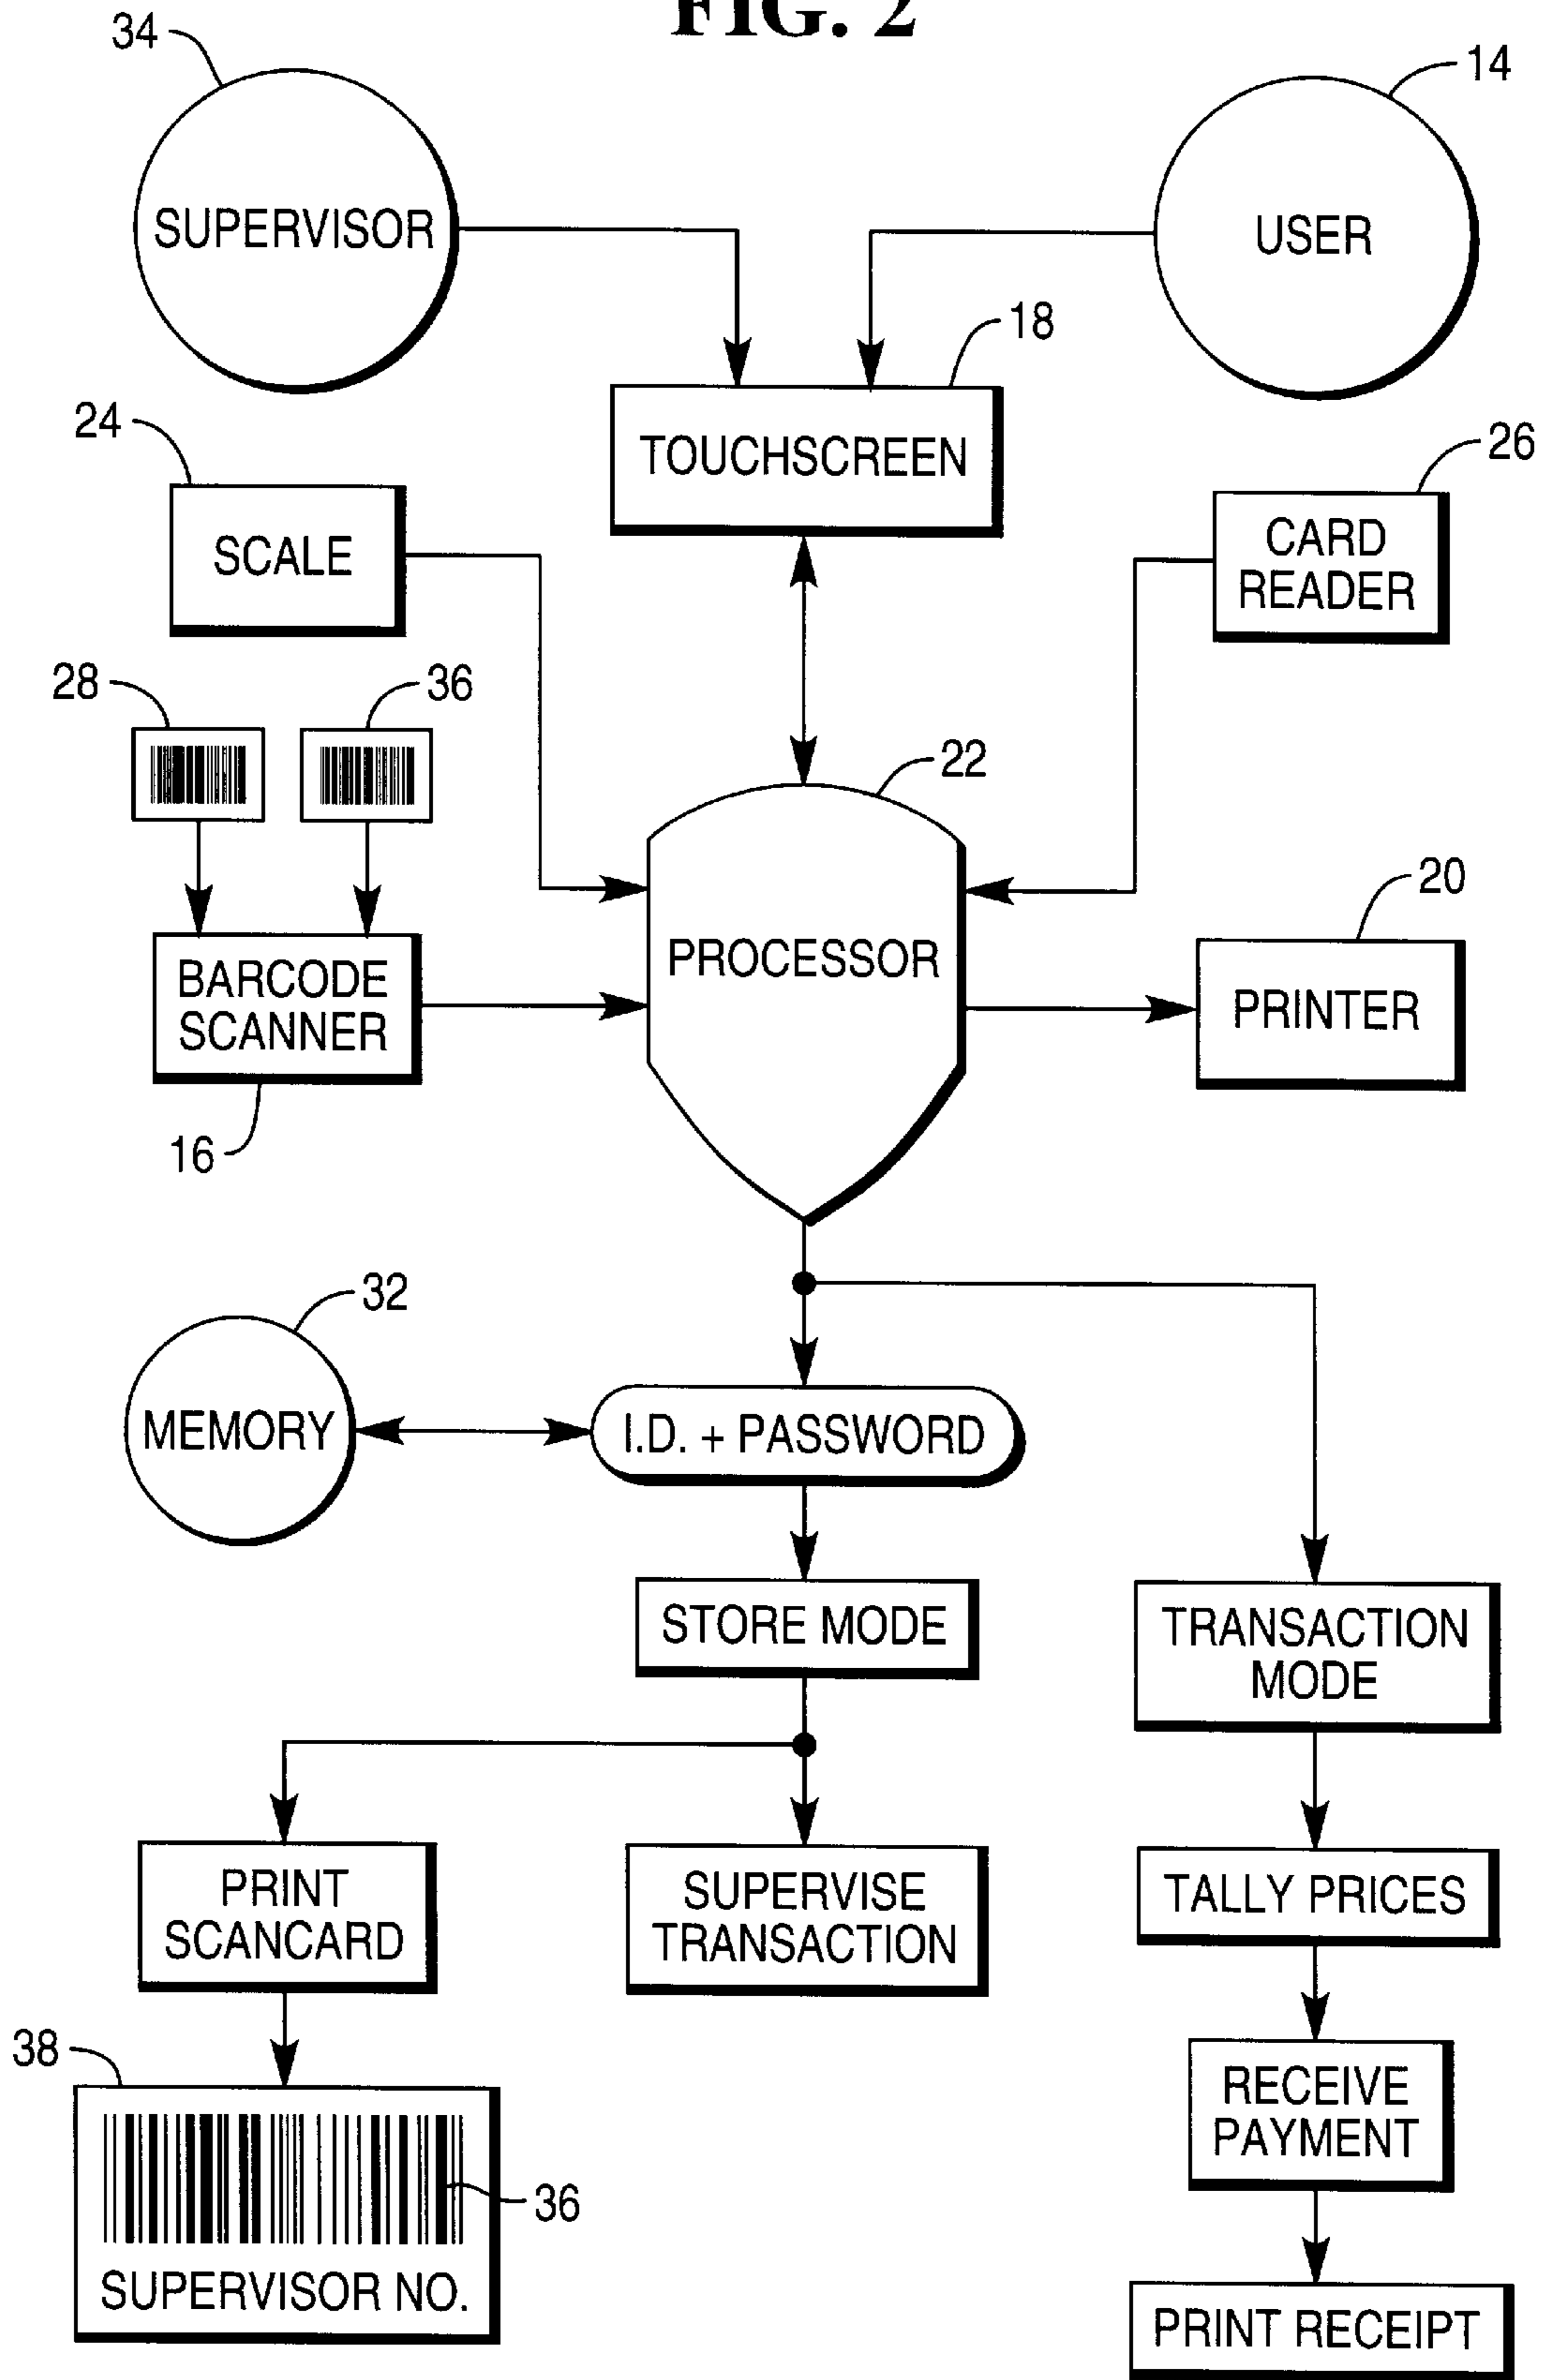 FIG. 2
34
14
SUPERVISOR
USER
18
TOUCHSCREEN
24
SCALE
26
CARD
READER
28
36
22
PROCESSOR
20
BARCODE
SCANNER
PRINTER
16
32
MEMORY
I.D. + PASSWORD
STORE MODE
TRANSACTION
MODE
PRINT
SCANCARD
SUPERVISE
TRANSACTION
TALLY PRICES
38
36
SUPERVISOR NO.
RECEIVE
PAYMENT
PRINT RECEIPT